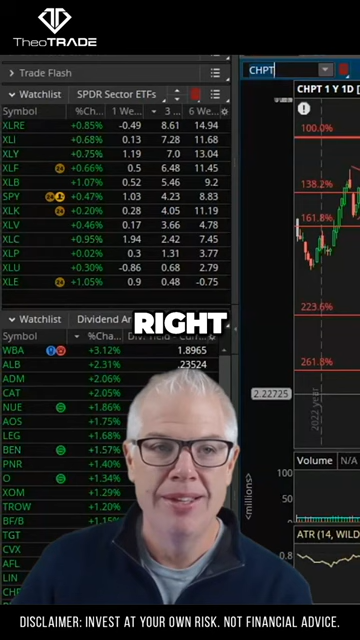 TheoTRADE
Trade Flash
Watchlist SPDR Sector ETFs
Symbol %Cha... 1 We... 3 ... 6 We...
XLRE +0.85% -0.49 8.61 14.94
XLI +0.68% 0.13 7.28 11.68
XLY +0.75% 1.19 7.0 13.04
XLF +0.66% 0.5 6.48 11.45
XLB +1.07% 0.52 5.46 9.2
SPY +0.47% 1.03 4.23 8.83
XLK +0.20% 0.28 4.05 11.19
XLV +0.46% 0.17 3.66 4.78
XLC +0.95% 1.94 2.42 7.45
XLP +0.02% 0.3 1.31 3.77
XLU +0.30% -0.86 0.68 2.79
XLE +1.05% 0.9 0.48 -0.75
Watchlist Dividend
RIGHT
Symbol %Cha...
WBA +3.12% 1.8965
ALB +2.31% .23524
ADM +2.06%
CAT +2.05%
NUE +1.86%
AOS +1.75%
LEG +1.68%
BEN +1.57%
PNR +1.40%
O +1.34%
XOM +1.29%
TROW +1.20%
BF/B +1.15%
TGT
CVX
AFL
LIN
CHPT
CHPT 1 Y 1D [
100.0%
138.2%
161.8%
223.6%
261.8%
2.22725
2022 year
Volume
100
50
0
<millions>
ATR (14, WILD
0.8
DISCLAIMER: INVEST AT YOUR OWN RISK. NOT FINANCIAL ADVICE.